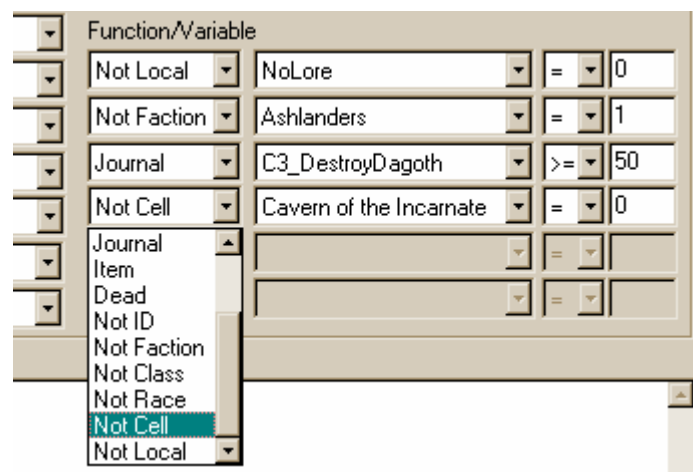 Function/Variable
Not Local NoLore = 0
Not Faction Ashlanders = 1
Journal C3_DestroyDagoth >= 50
Not Cell Cavern of the Incarnate = 0
Journal =
Item
Dead =
Not ID
Not Faction
Not Class
Not Race
Not Cell
Not Local